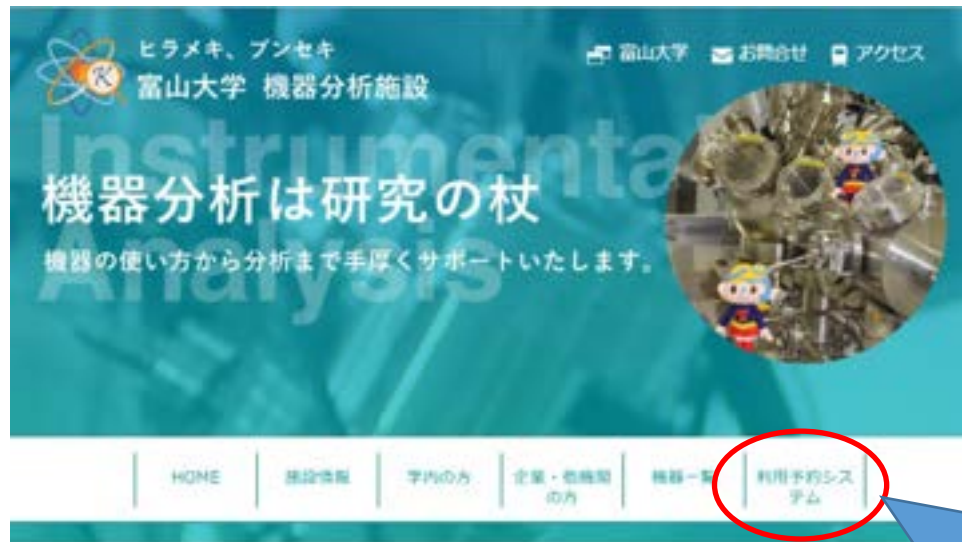 ヒラメキ、ブンセキ
富山大学 機器分析施設
富山大学 お問合せ アクセス
Instrumental
Analysis
機器分析は研究の杖
機器の使い方から分析まで手厚くサポートいたします。
HOME 施設情報 学内の方 企業・他機関の方 機器一覧 利用予約システム